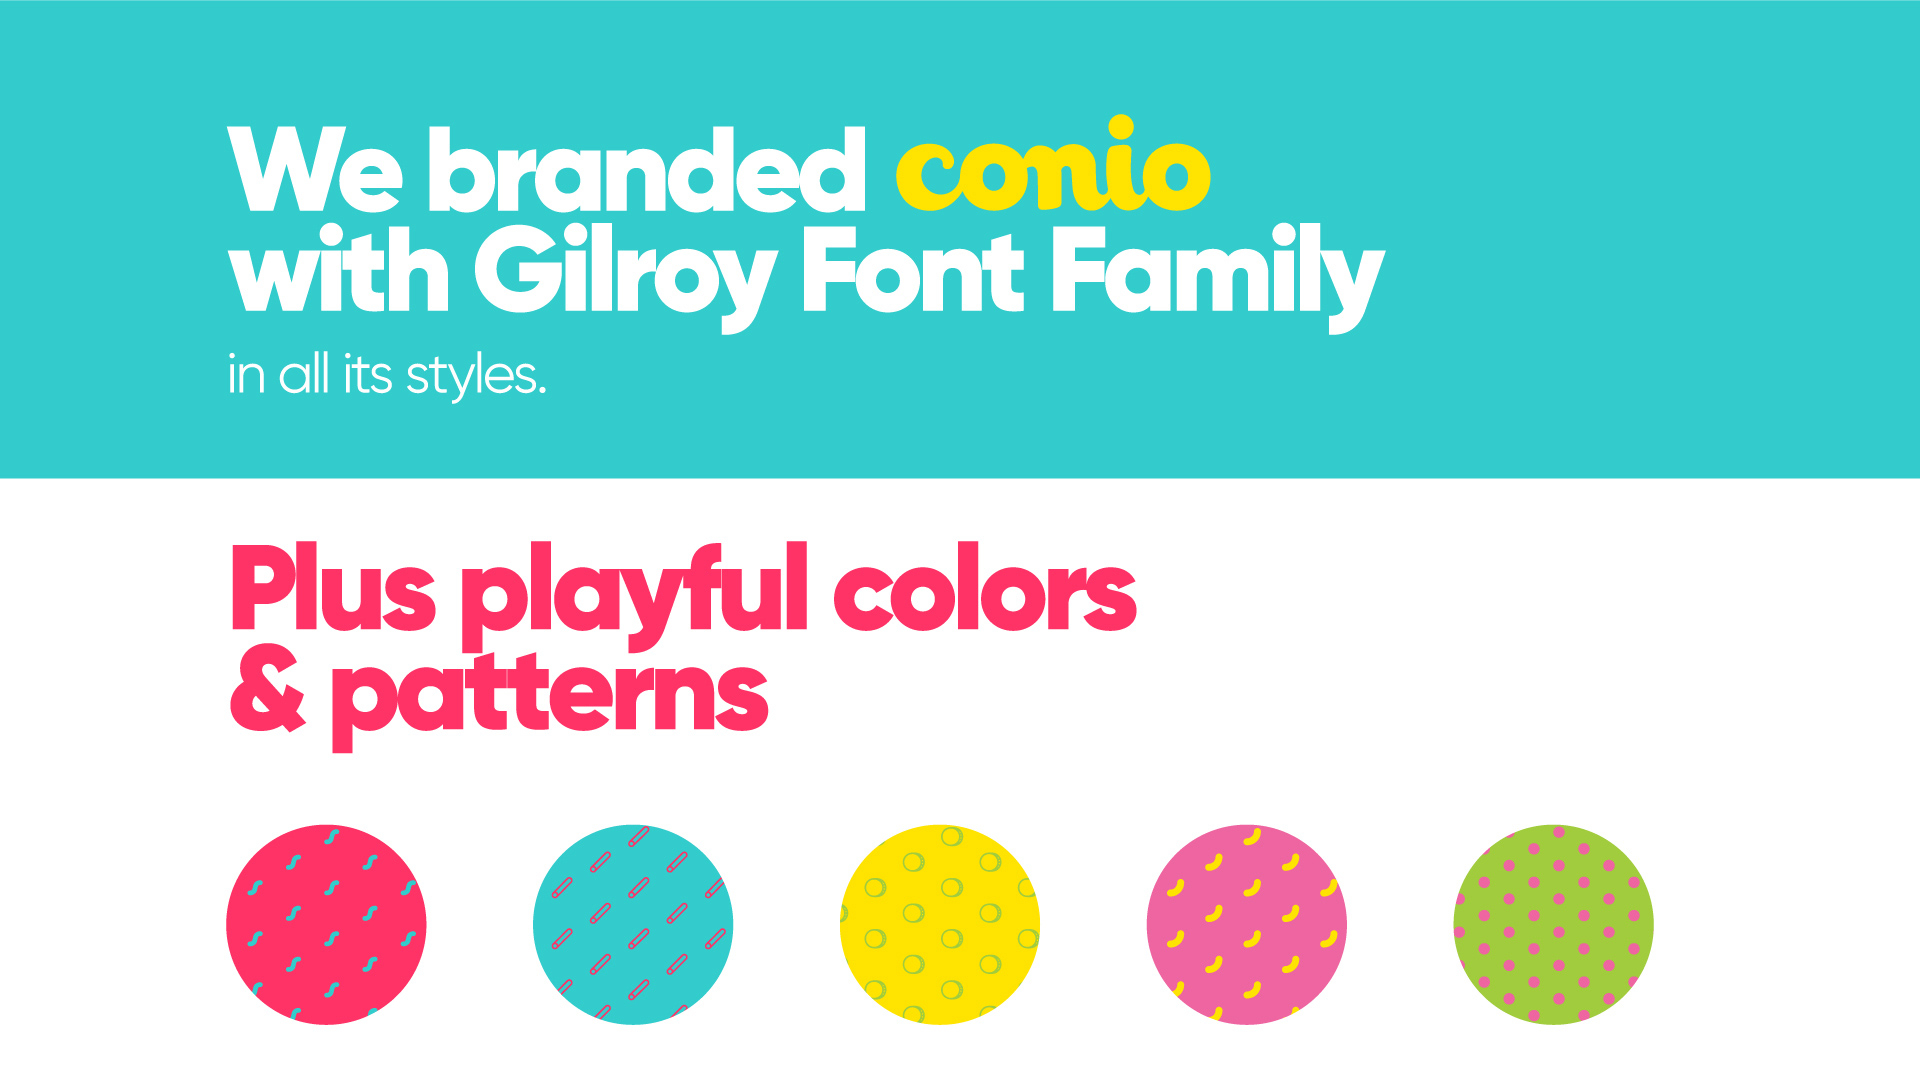 We branded conio
with Gilroy Font Family
in all its styles.
Plus playful colors
& patterns